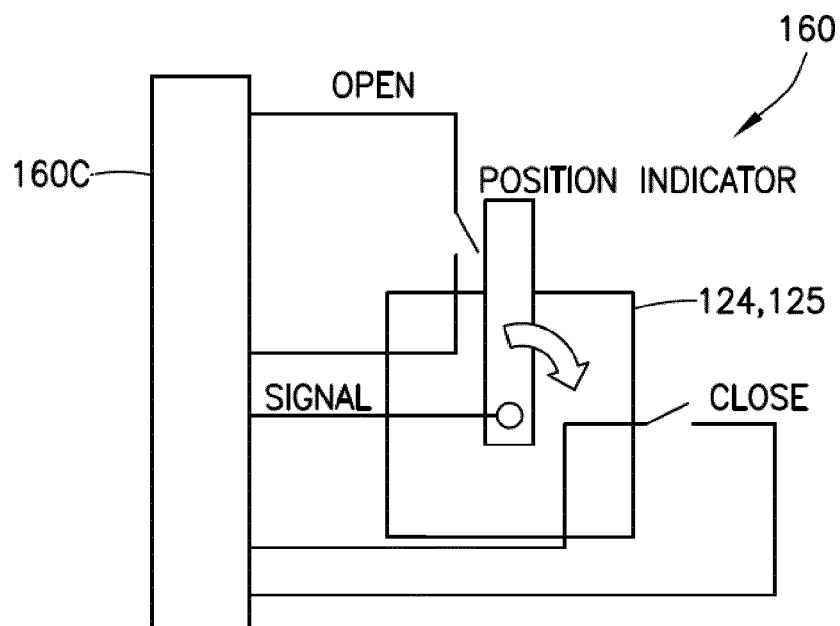 160
OPEN
160C
POSITION INDICATOR
124,125
SIGNAL
CLOSE